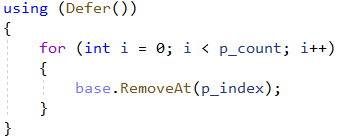 using (Defer())
{
    for (int i = 0; i < p_count; i++)
    {
        base.RemoveAt(p_index);
    }
}